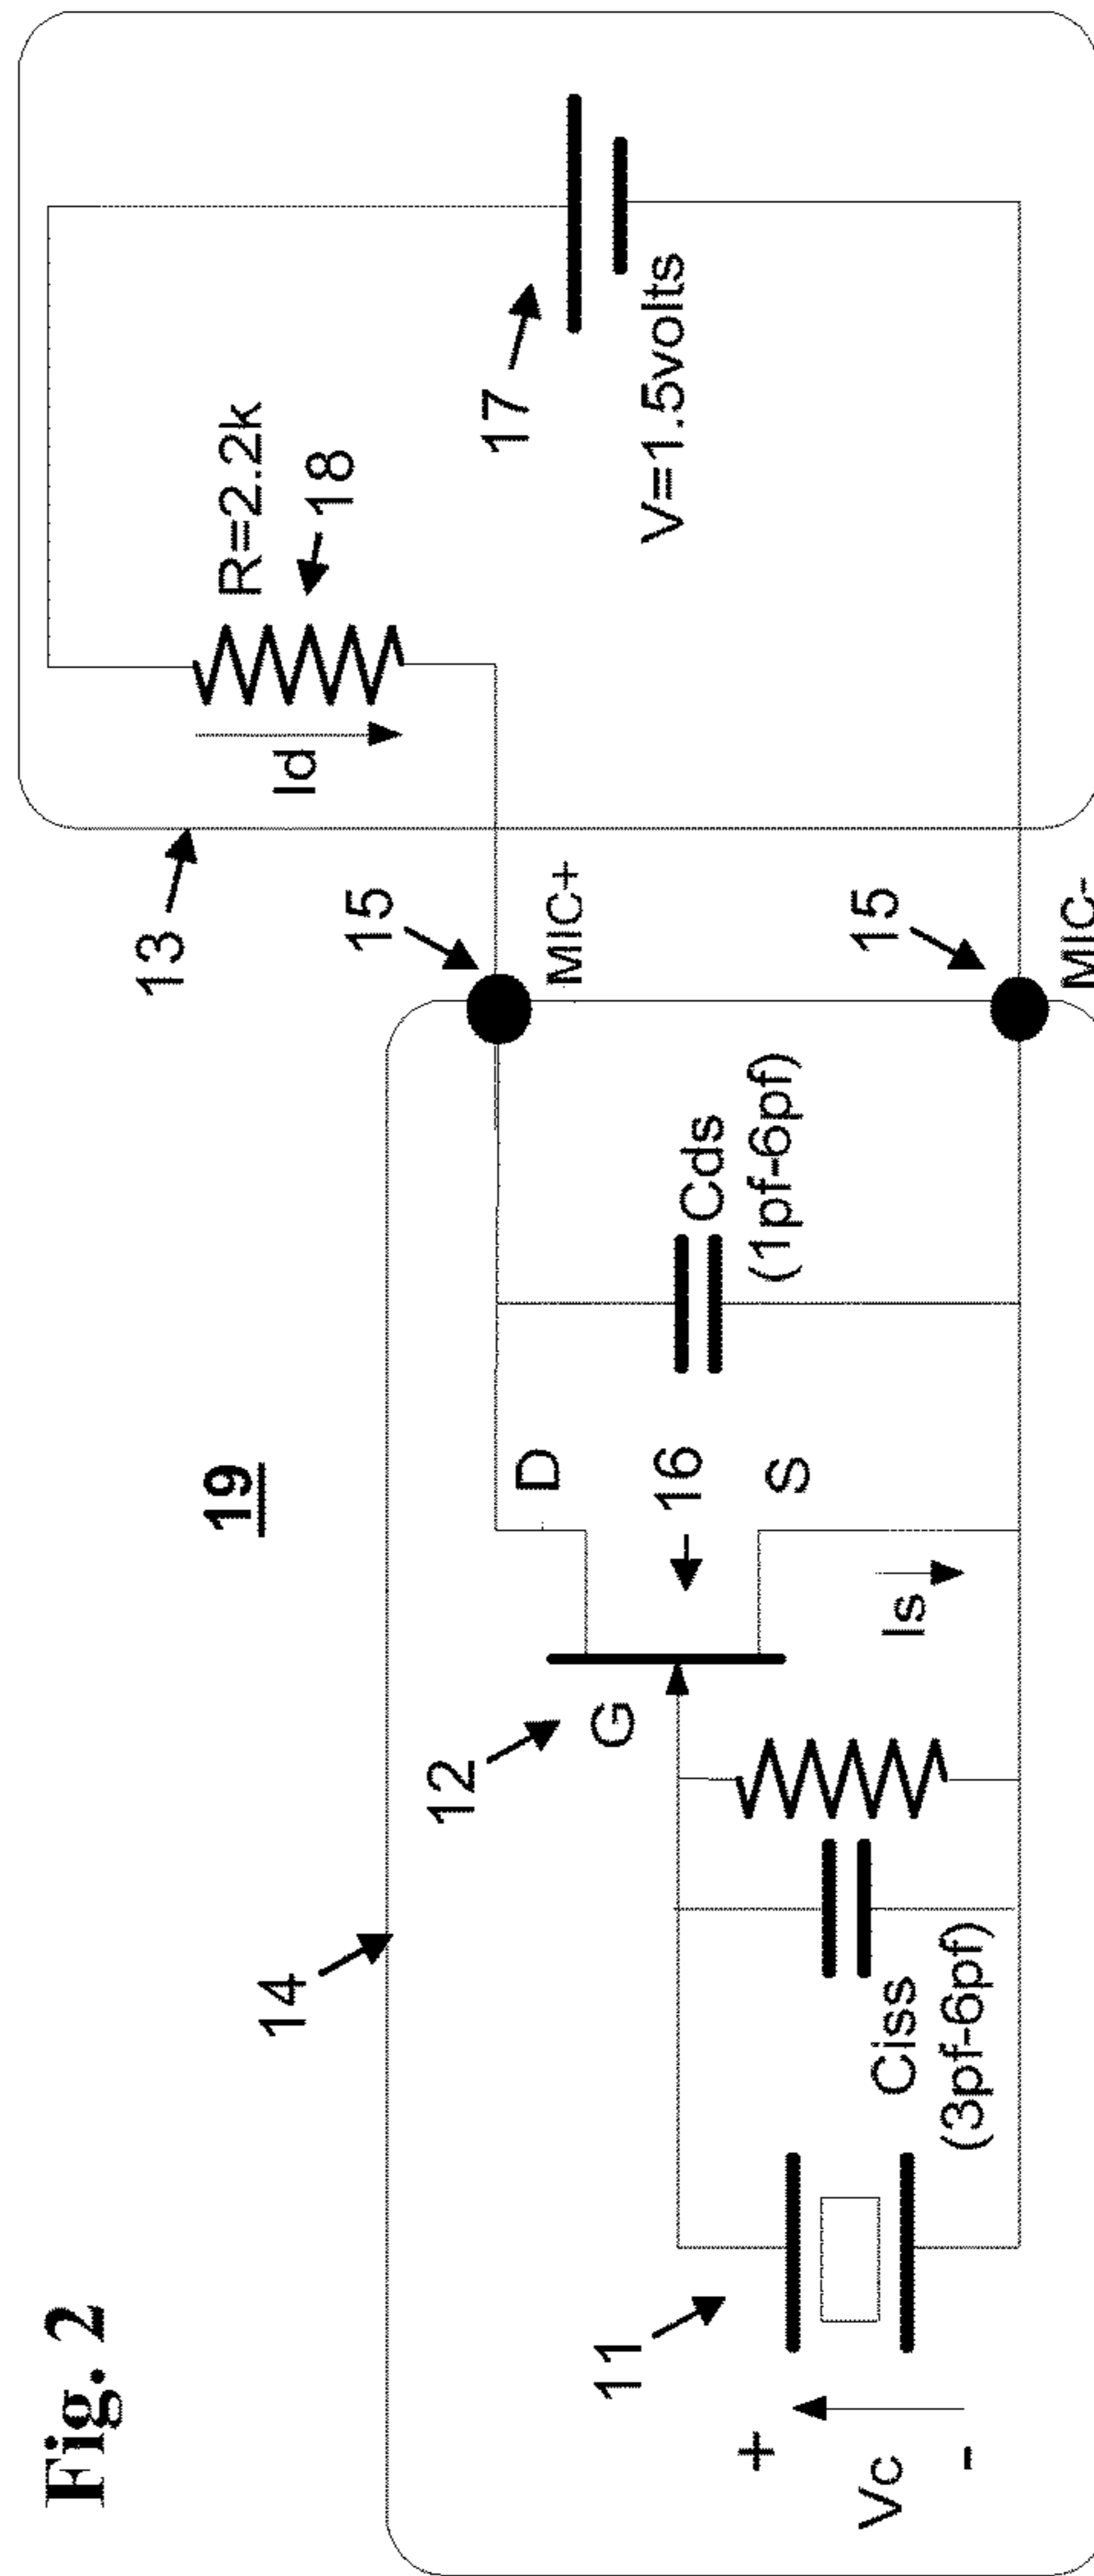 Fig. 2
19
13
Id
R=2.2k
18
17
V=1.5volts
15
MIC+
15
MIC-
14
12
G
D
16
S
Is
Cds
(1pf-6pf)
11
+
Vc
-
Ciss
(3pf-6pf)